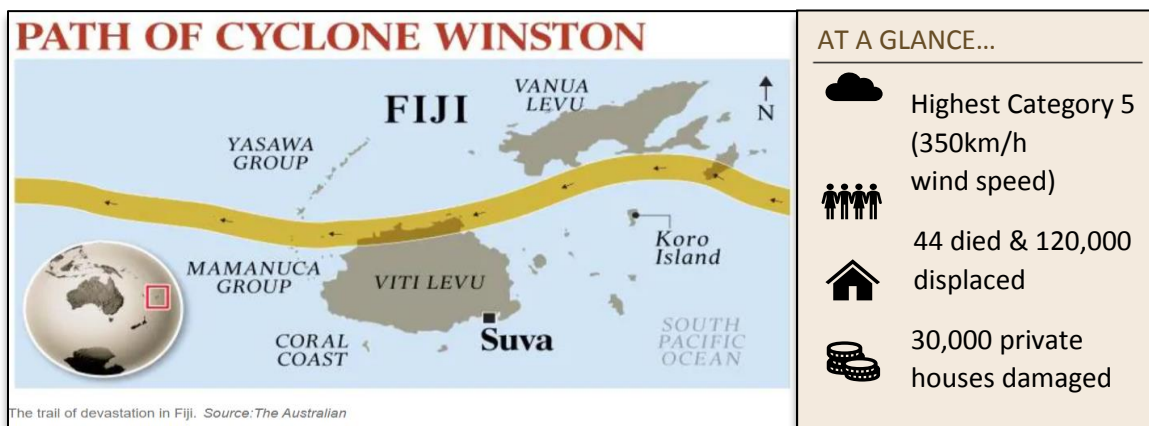 PATH OF CYCLONE WINSTON
FIJI
VANUA
LEVU
N
YASAWA
GROUP
Koro
Island
MAMANUCA
GROUP
VITI LEVU
CORAL
COAST
Suva
SOUTH
PACIFIC
OCEAN
The trail of devastation in Fiji. Source:The Australian
AT A GLANCE...
Highest Category 5
(350km/h
wind speed)
44 died & 120,000
displaced
30,000 private
houses damaged